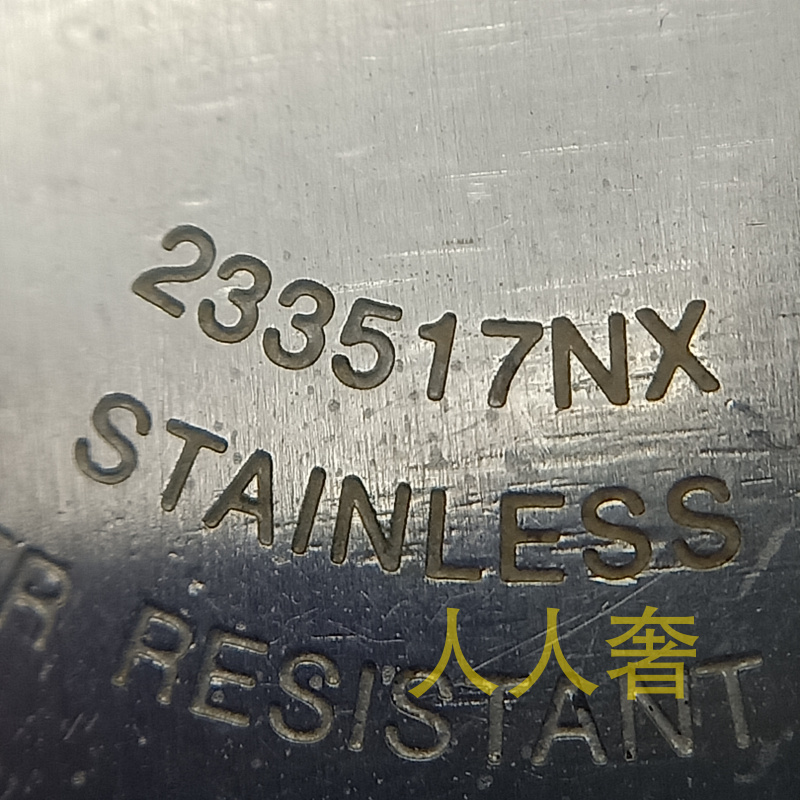 233517NX
STAINLESS
R RESISTANT
人人奢